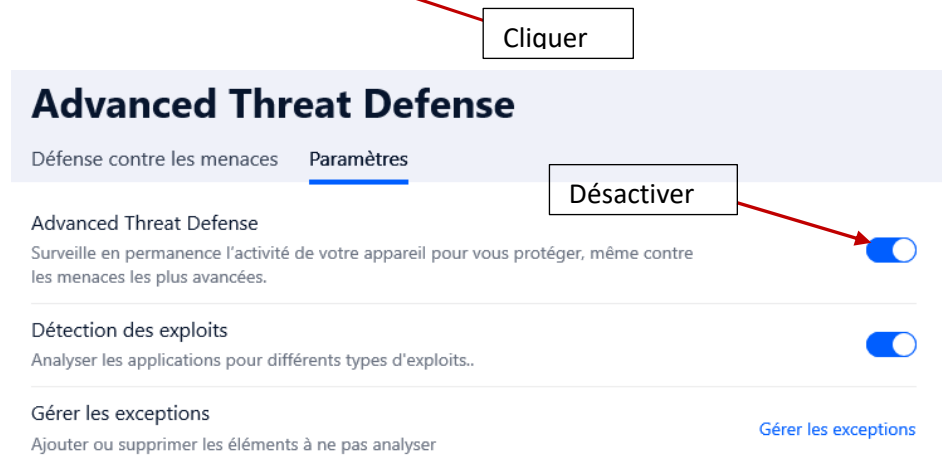 Cliquer
Advanced Threat Defense
Défense contre les menaces Paramètres
Désactiver
Advanced Threat Defense
Surveille en permanence l'activité de votre appareil pour vous protéger, même contre
les menaces les plus avancées.
Détection des exploits
Analyser les applications pour différents types d'exploits..
Gérer les exceptions
Ajouter ou supprimer les éléments à ne pas analyser
Gérer les exceptions